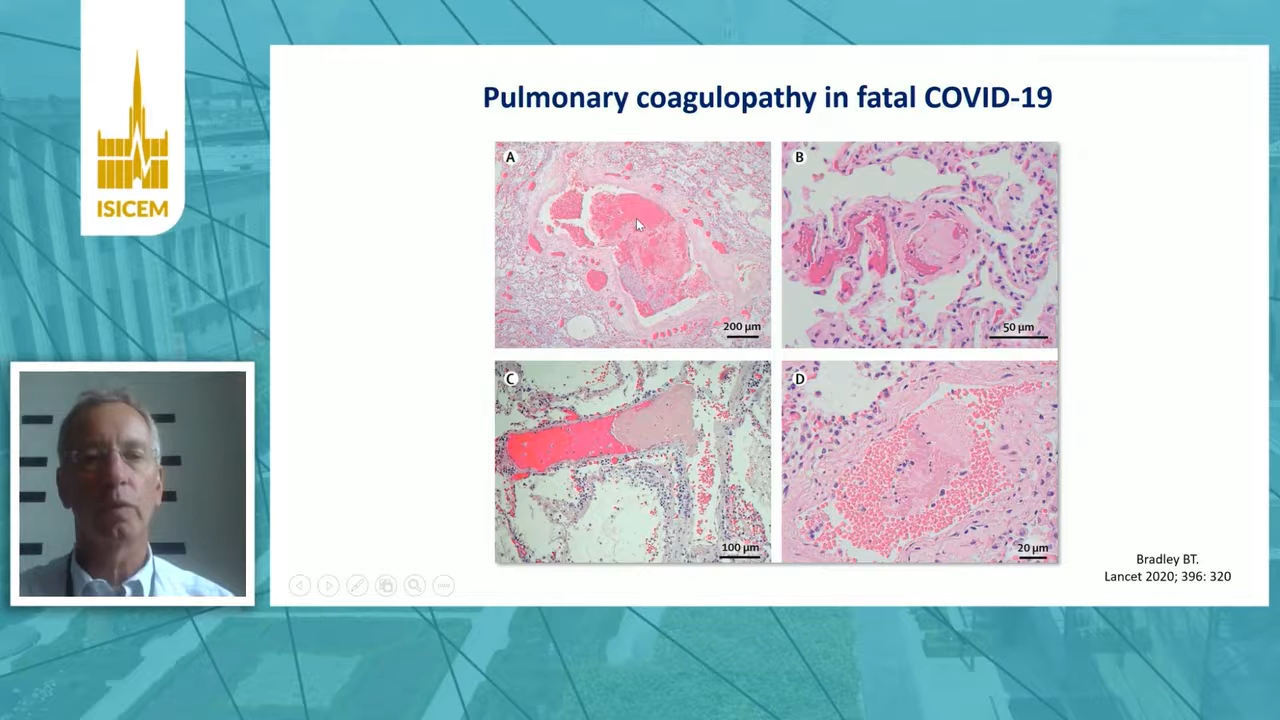 ISICEM
Pulmonary coagulopathy in fatal COVID-19
A
200 µm
B
50 µm
C
100 µm
D
20 µm
Bradley BT.
Lancet 2020; 396: 320